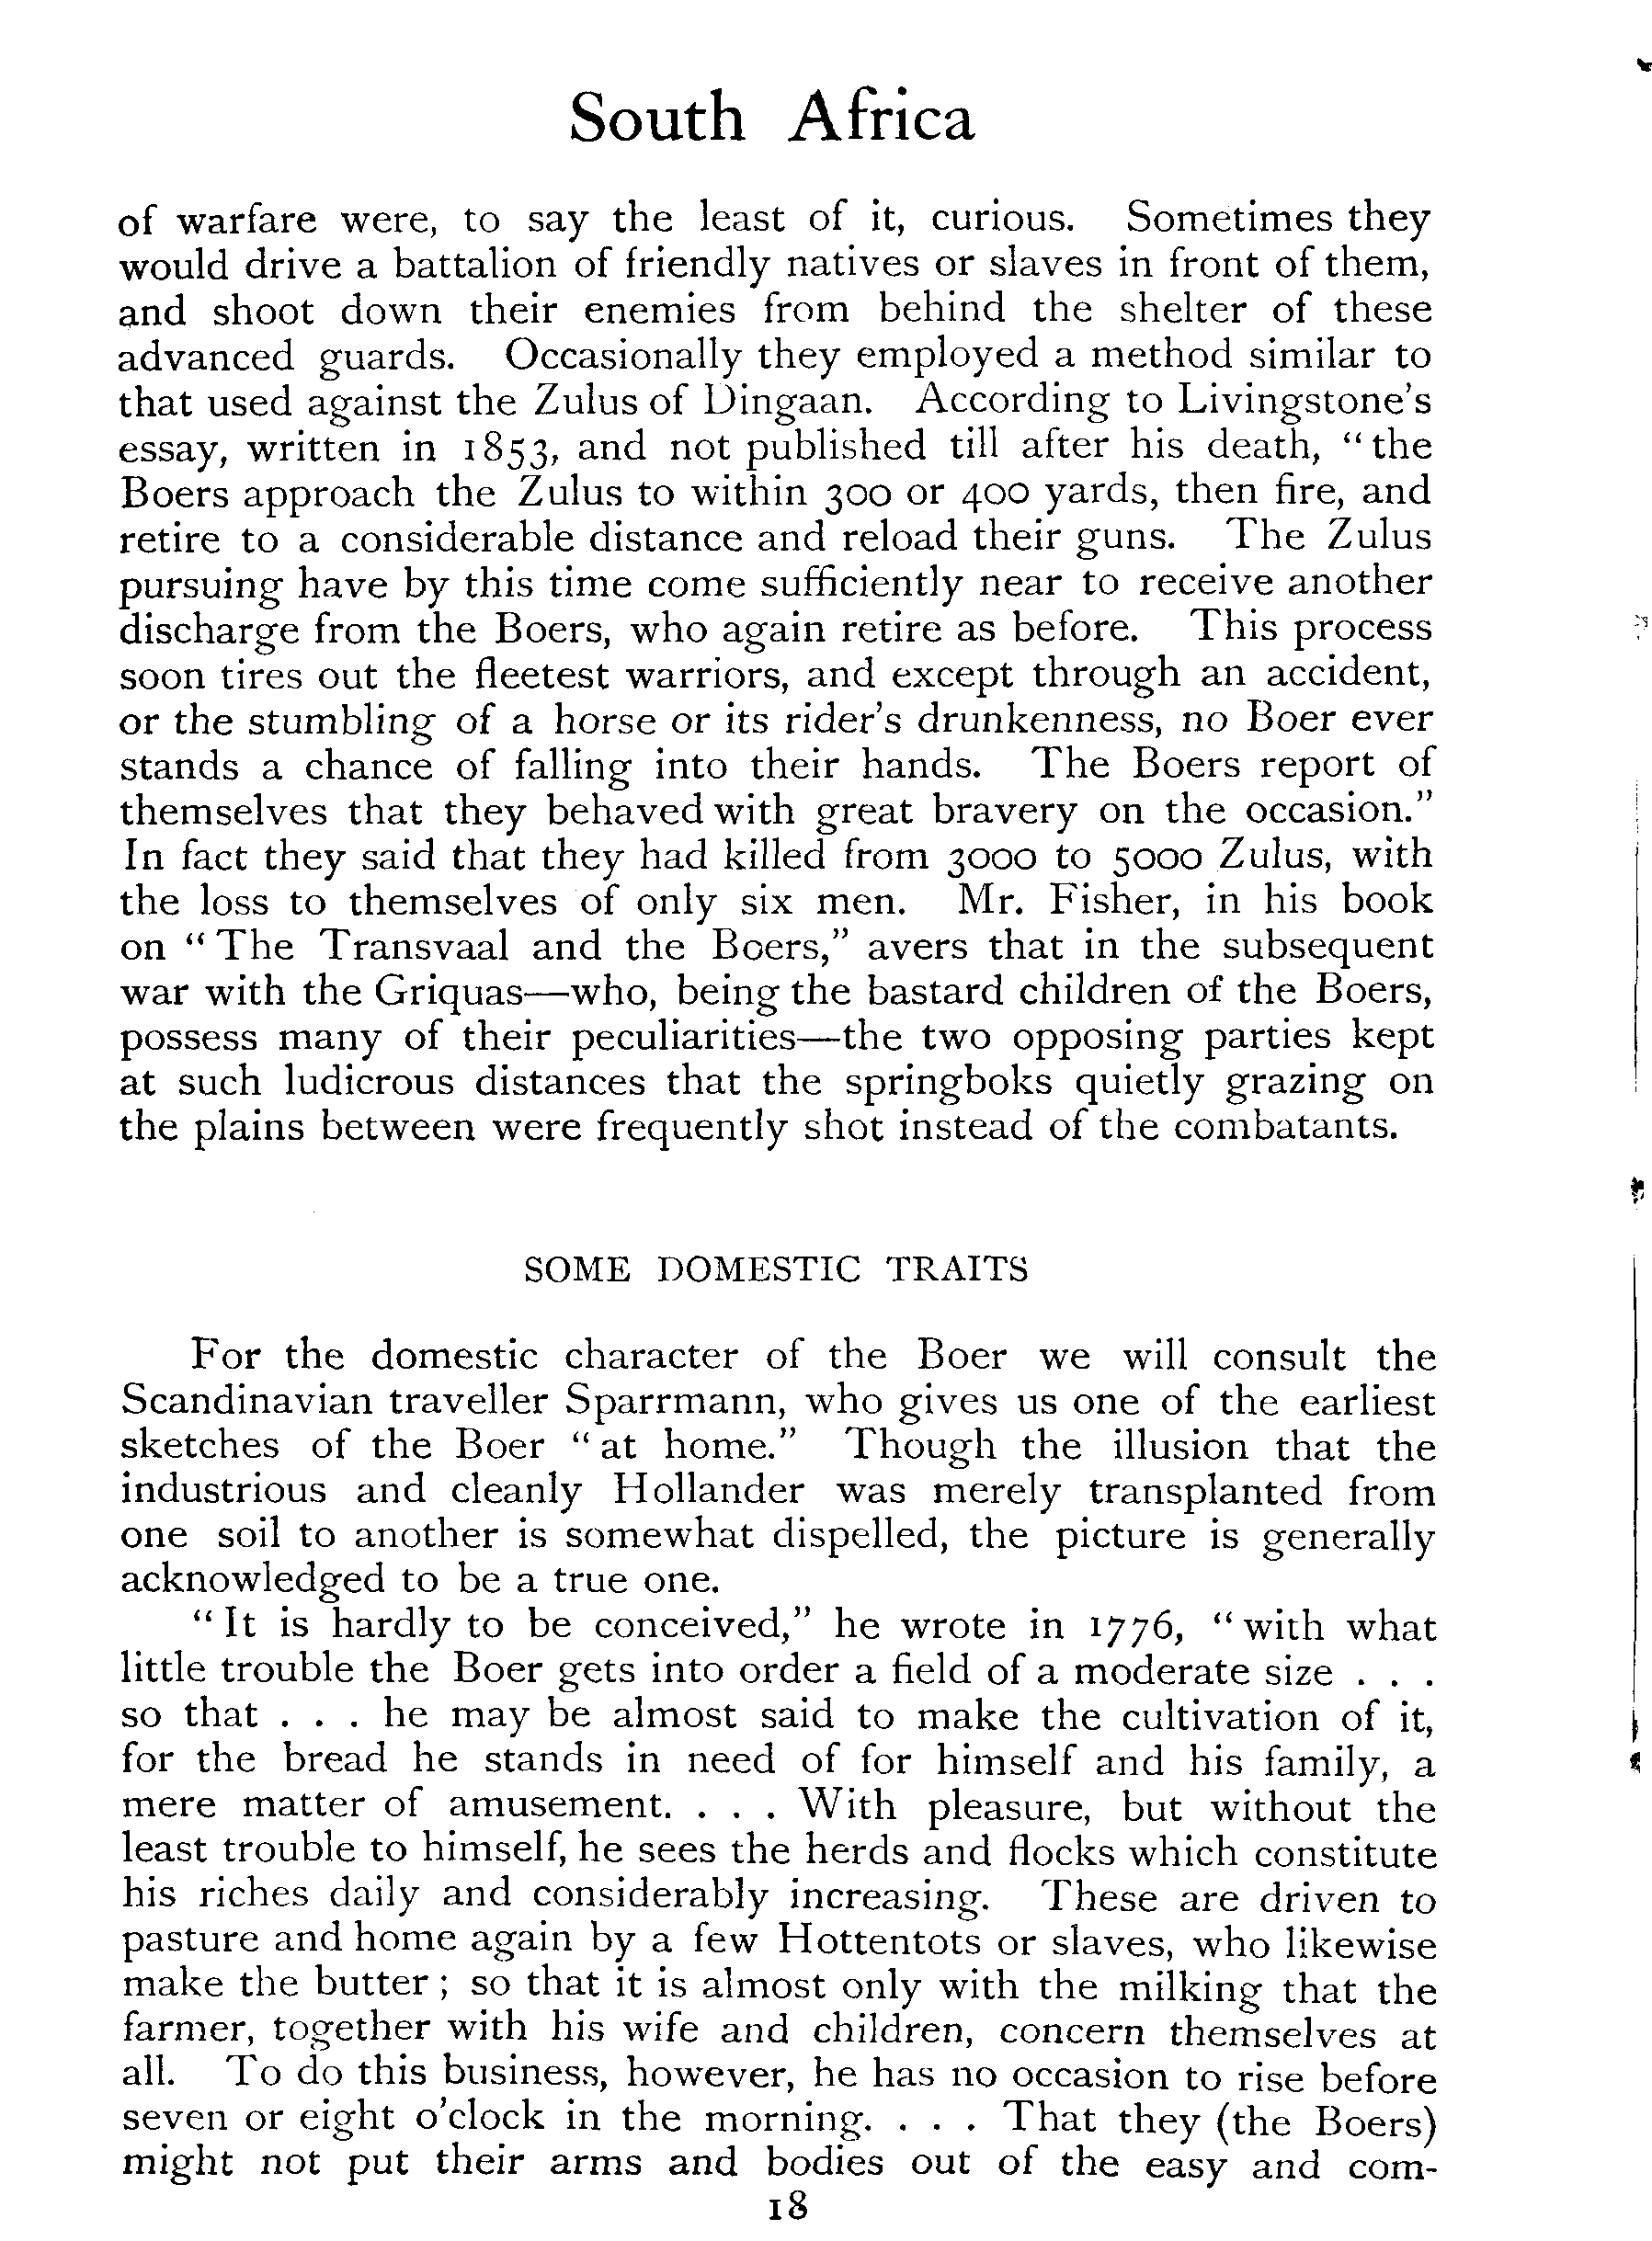 South Africa
of warfare were, to say the least of it, curious. Sometimes they
would drive a battalion of friendly natives or slaves in front of them,
and shoot down their enemies from behind the shelter of these
advanced guards. Occasionally they employed a method similar to
that used against the Zulus of Dingaan. According to Livingstone's
essay, written in 1853, and not published till after his death, "the
Boers approach the Zulus to within 300 or 400 yards, then fire, and
retire to a considerable distance and reload their guns. The Zulus
pursuing have by this time come sufficiently near to receive another
discharge from the Boers, who again retire as before. This process
soon tires out the fleetest warriors, and except through an accident,
or the stumbling of a horse or its rider's drunkenness, no Boer ever
stands a chance of falling into their hands. The Boers report of
themselves that they behaved with great bravery on the occasion."
In fact they said that they had killed from 3000 to 5000 Zulus, with
the loss to themselves of only six men. Mr. Fisher, in his book
on "The Transvaal and the Boers," avers that in the subsequent
war with the Griquas—who, being the bastard children of the Boers,
possess many of their peculiarities—the two opposing parties kept
at such ludicrous distances that the springboks quietly grazing on
the plains between were frequently shot instead of the combatants.
SOME DOMESTIC TRAITS
For the domestic character of the Boer we will consult the
Scandinavian traveller Sparrmann, who gives us one of the earliest
sketches of the Boer "at home." Though the illusion that the
industrious and cleanly Hollander was merely transplanted from
one soil to another is somewhat dispelled, the picture is generally
acknowledged to be a true one.
"It is hardly to be conceived," he wrote in 1776, "with what
little trouble the Boer gets into order a field of a moderate size . . .
so that . . . he may be almost said to make the cultivation of it,
for the bread he stands in need of for himself and his family, a
mere matter of amusement. . . . With pleasure, but without the
least trouble to himself, he sees the herds and flocks which constitute
his riches daily and considerably increasing. These are driven to
pasture and home again by a few Hottentots or slaves, who likewise
make the butter ; so that it is almost only with the milking that the
farmer, together with his wife and children, concern themselves at
all. To do this business, however, he has no occasion to rise before
seven or eight o'clock in the morning. . . . That they (the Boers)
might not put their arms and bodies out of the easy and com-
18